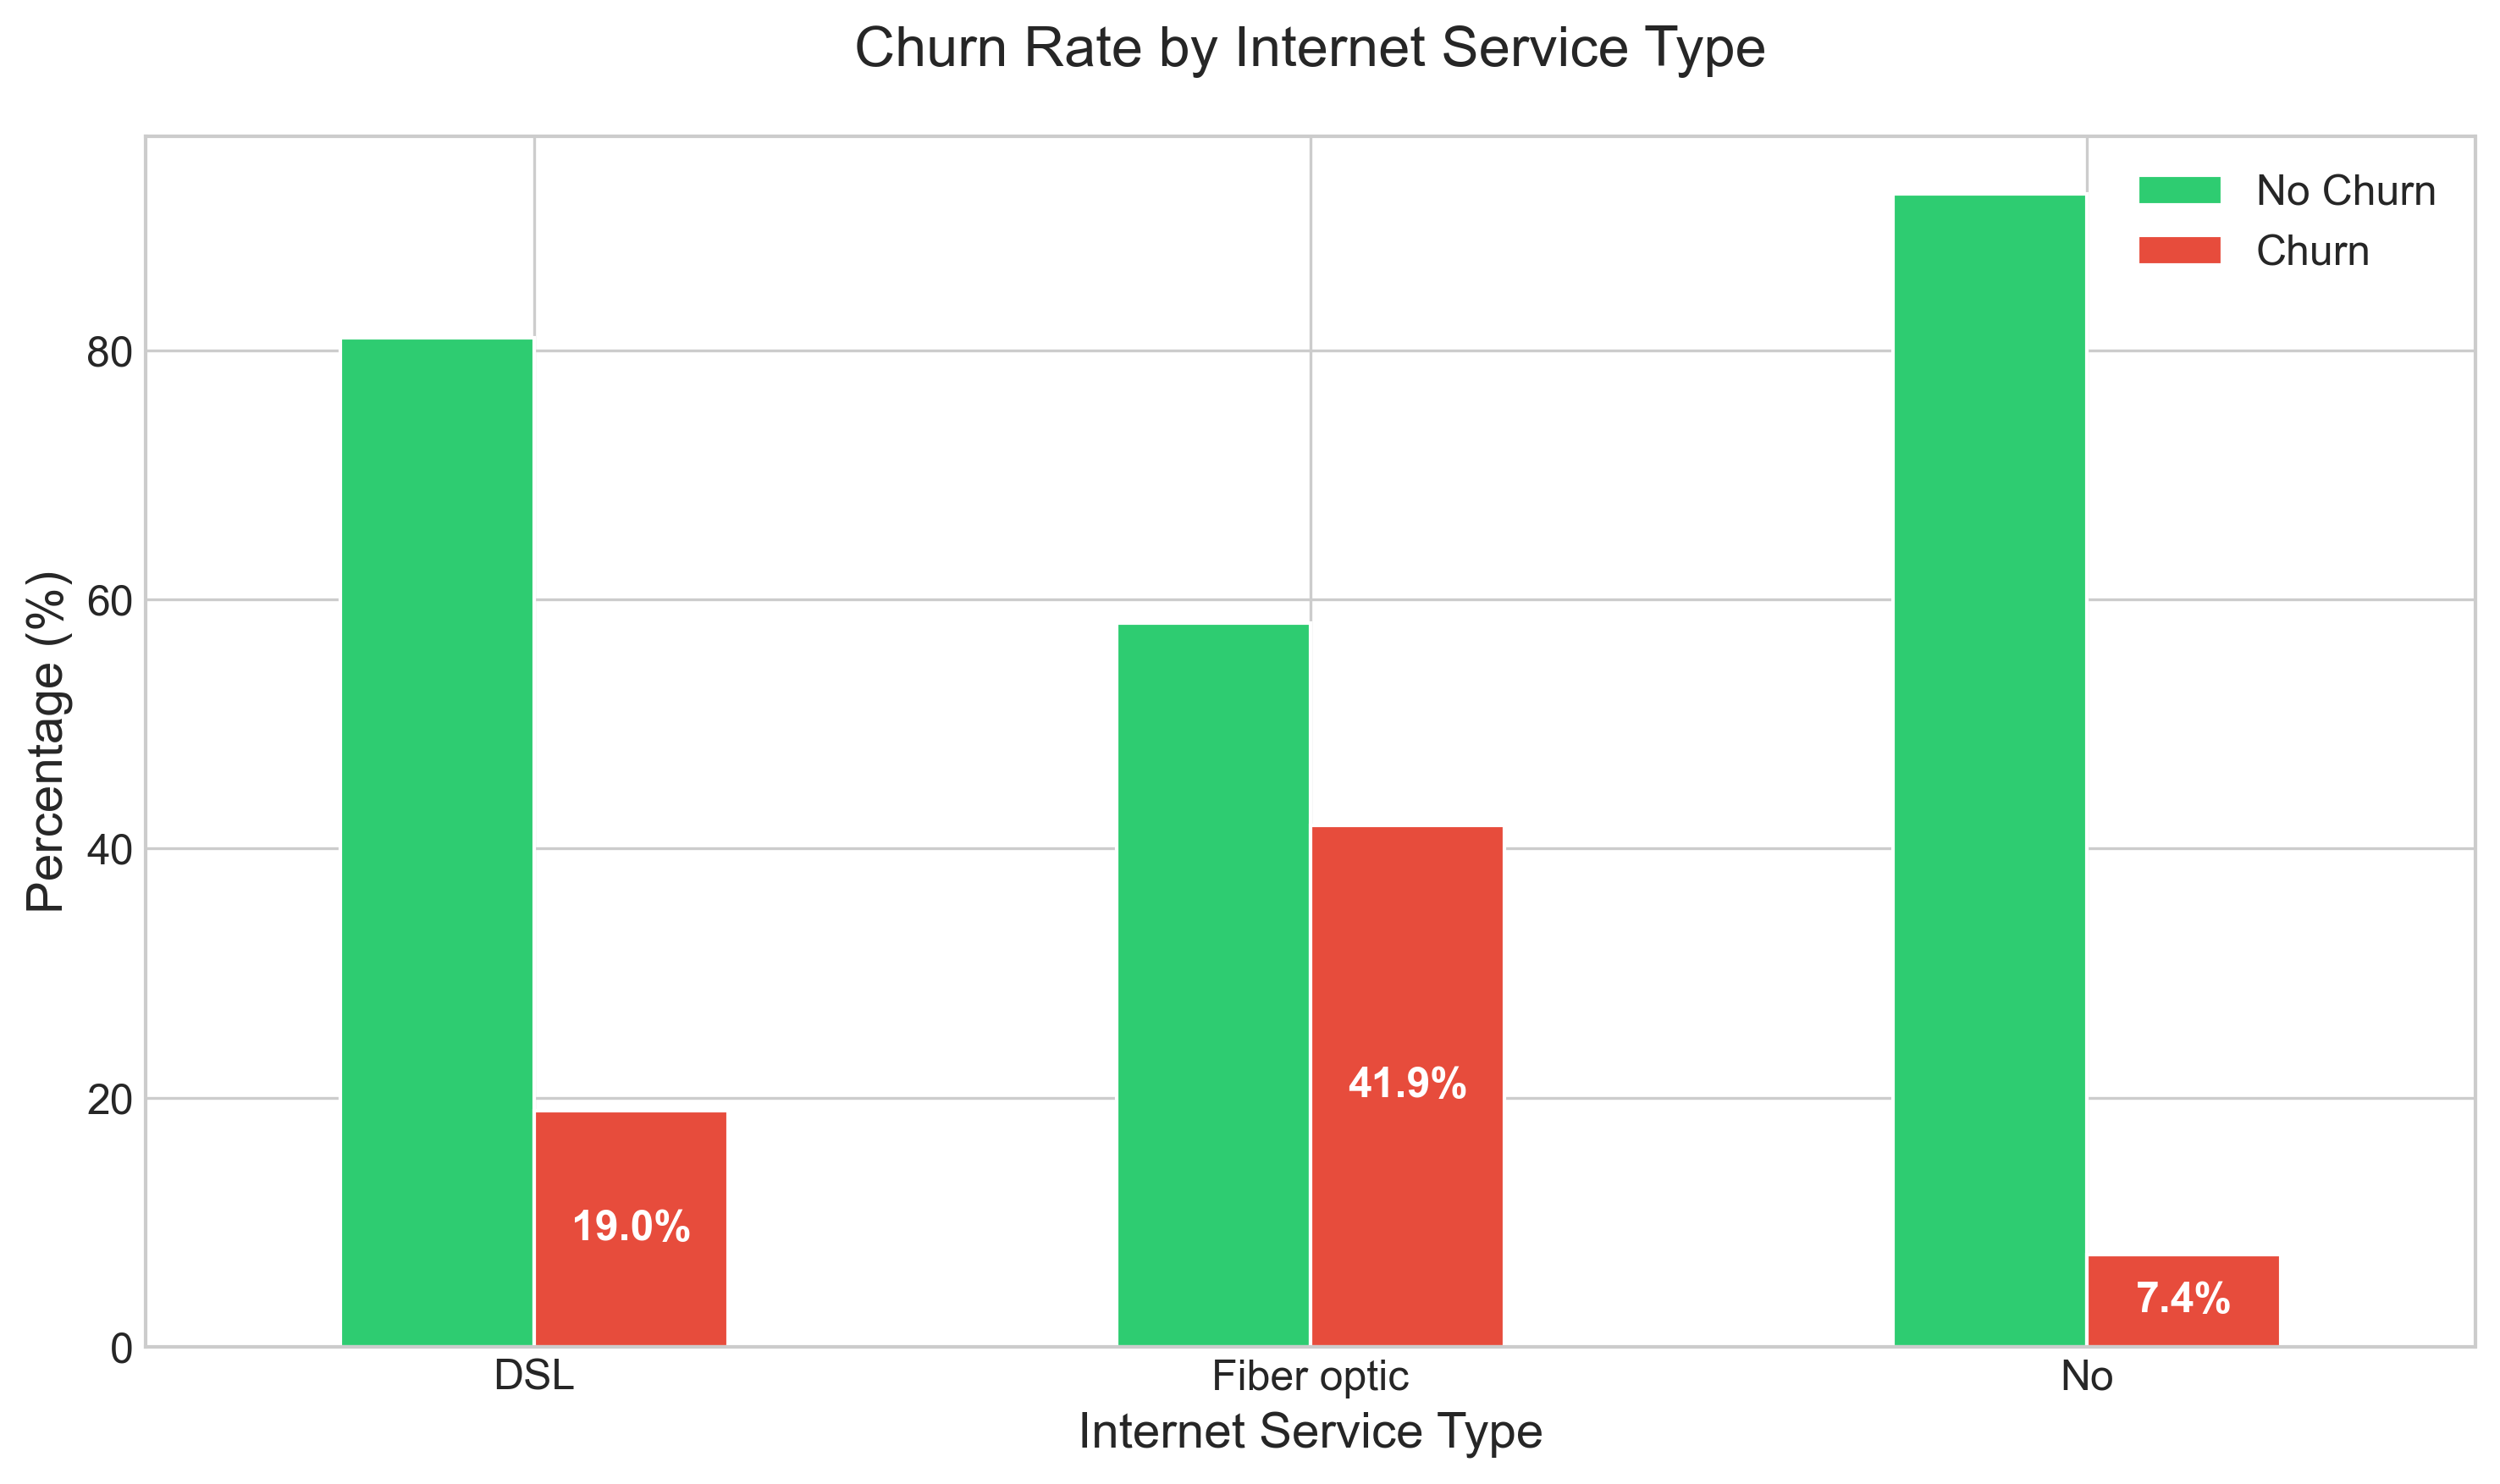 Churn Rate by Internet Service Type
No Churn
Churn
Percentage (%)
80
60
40
20
0
41.9%
19.0%
7.4%
DSL
Fiber optic
No
Internet Service Type